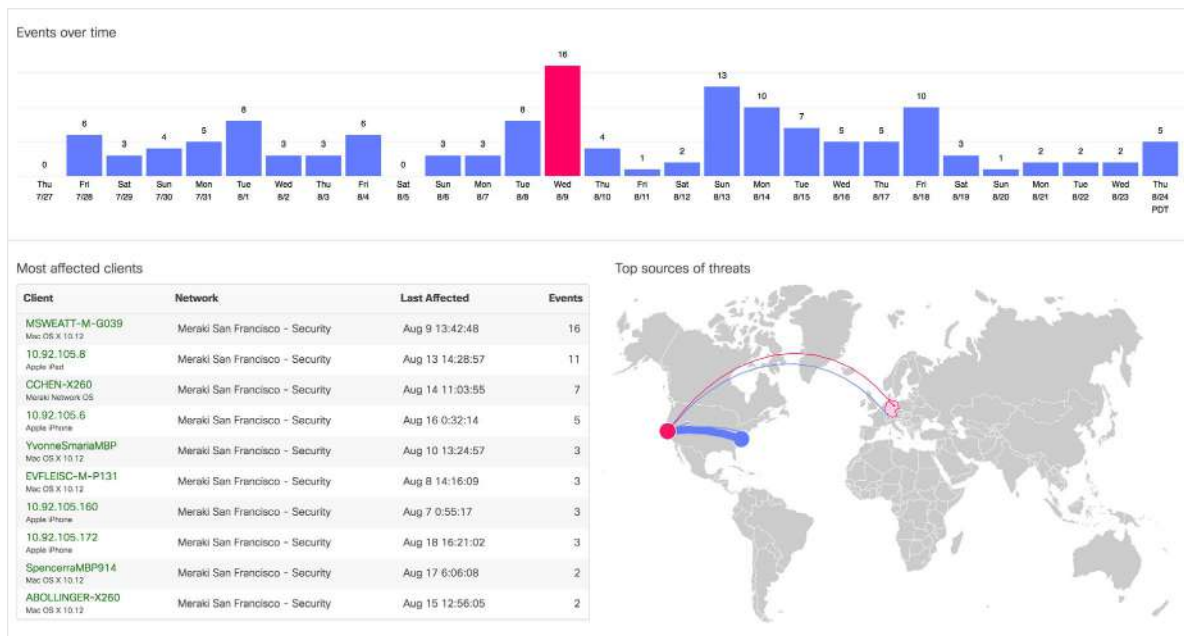 Events over time
16
13
10
10
8
8
7
6
6
5
5
5
5
4
4
3
3
3
3
3
3
2
2
2
2
1
1
0
0
Thu Fri Sat Sun Mon Tue Wed Thu Fri Sat Sun Mon Tue Wed Thu Fri Sat Sun Mon Tue Wed Thu Fri Sat Sun Mon Tue Wed Thu
7/27 7/28 7/29 7/30 7/31 8/1 8/2 8/3 8/4 8/5 8/6 8/7 8/8 8/9 8/10 8/11 8/12 8/13 8/14 8/15 8/16 8/17 8/18 8/19 8/20 8/21 8/22 8/23 8/24
PDT
Most affected clients
Top sources of threats
Client Network Last Affected Events
MSWEATT-M-G039 Meraki San Francisco - Security Aug 9 13:42:48 16
Mac OS X 10.12
10.92.105.8 Meraki San Francisco - Security Aug 13 14:28:57 11
Apple iPad
CCHEN-X260 Meraki San Francisco - Security Aug 14 11:03:55 7
Meraki Network OS
10.92.105.6 Meraki San Francisco - Security Aug 16 0:32:14 5
Apple iPhone
YvonneSmariaMBP Meraki San Francisco - Security Aug 10 13:24:57 3
Mac OS X 10.12
EVFLEISC-M-P131 Meraki San Francisco - Security Aug 8 14:16:09 3
Mac OS X 10.12
10.92.105.160 Meraki San Francisco - Security Aug 7 0:55:17 3
Apple iPhone
10.92.105.172 Meraki San Francisco - Security Aug 18 16:21:02 3
Apple iPhone
SpencerraMBP914 Meraki San Francisco - Security Aug 17 6:06:08 2
Mac OS X 10.12
ABOLLINGER-X260 Meraki San Francisco - Security Aug 15 12:56:05 2
Mac OS X 10.12